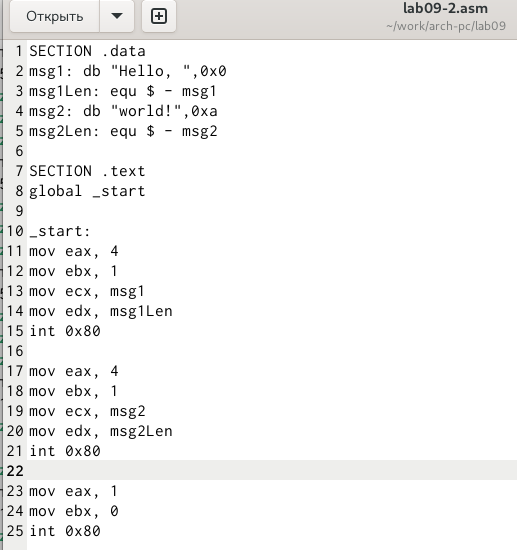 Открыть
lab09-2.asm
~/work/arch-pc/lab09
1 SECTION .data
2 msg1: db "Hello, ",0x0
3 msg1Len: equ $ - msg1
4 msg2: db "world!",0xa
5 msg2Len: equ $ - msg2
6
7 SECTION .text
8 global _start
9
10 _start:
11 mov eax, 4
12 mov ebx, 1
13 mov ecx, msg1
14 mov edx, msg1Len
15 int 0x80
16
17 mov eax, 4
18 mov ebx, 1
19 mov ecx, msg2
20 mov edx, msg2Len
21 int 0x80
22
23 mov eax, 1
24 mov ebx, 0
25 int 0x80